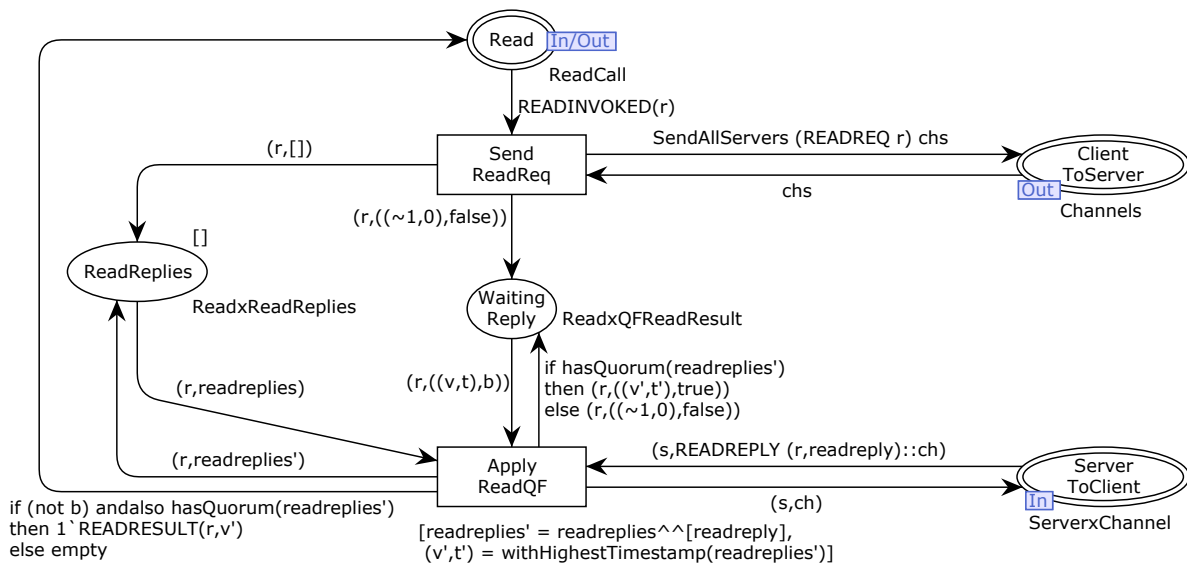 Read
In/Out
ReadCall
READINVOKED(r)
(r,[])
Send
ReadReq
SendAllServers (READREQ r) chs
chs
Client
ToServer
Out
Channels
(r,((~1,0),false))
[]
ReadReplies
ReadxReadReplies
Waiting
Reply
ReadxQFReadResult
(r,readreplies)
(r,((v,t),b))
if hasQuorum(readreplies')
then (r,((v',t'),true))
else (r,((~1,0),false))
(r,readreplies')
Apply
ReadQF
(s,READREPLY (r,readreply)::ch)
(s,ch)
Server
ToClient
In
ServerxChannel
if (not b) andalso hasQuorum(readreplies')
then 1`READRESULT(r,v')
else empty
[readreplies' = readreplies^^[readreply],
(v',t') = withHighestTimestamp(readreplies')]